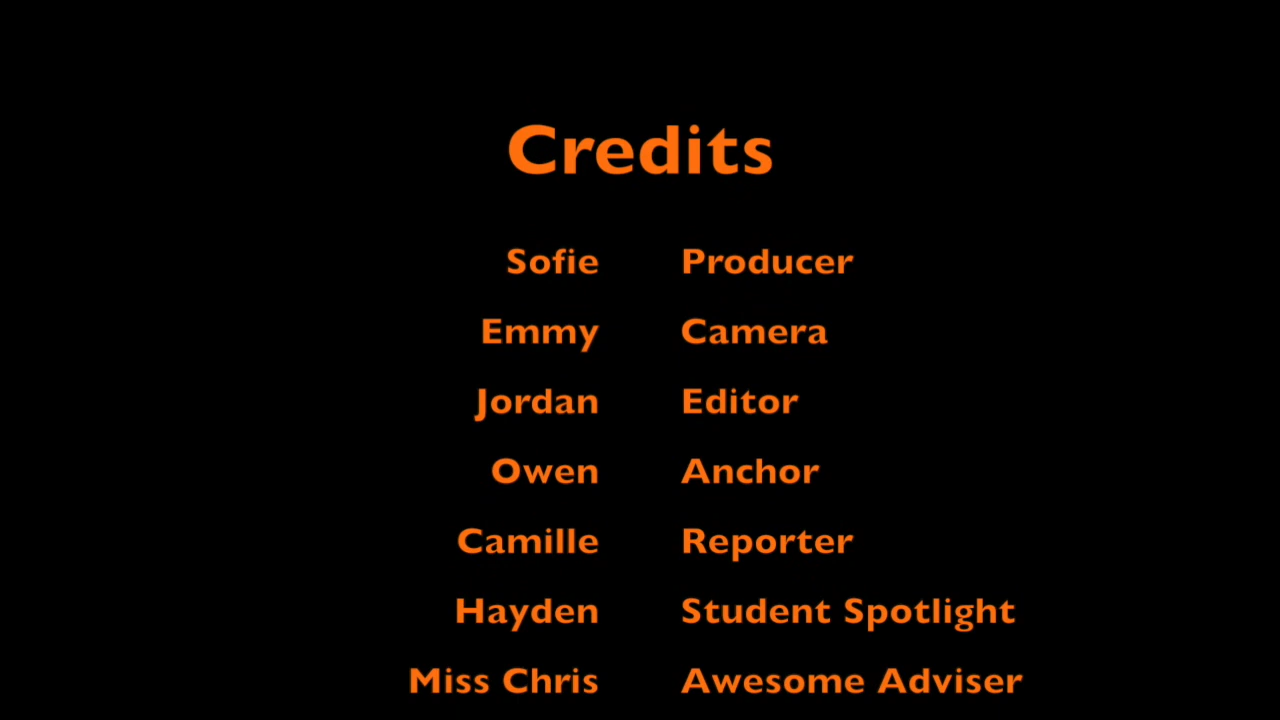 Credits
Sofie Producer
Emmy Camera
Jordan Editor
Owen Anchor
Camille Reporter
Hayden Student Spotlight
Miss Chris Awesome Adviser